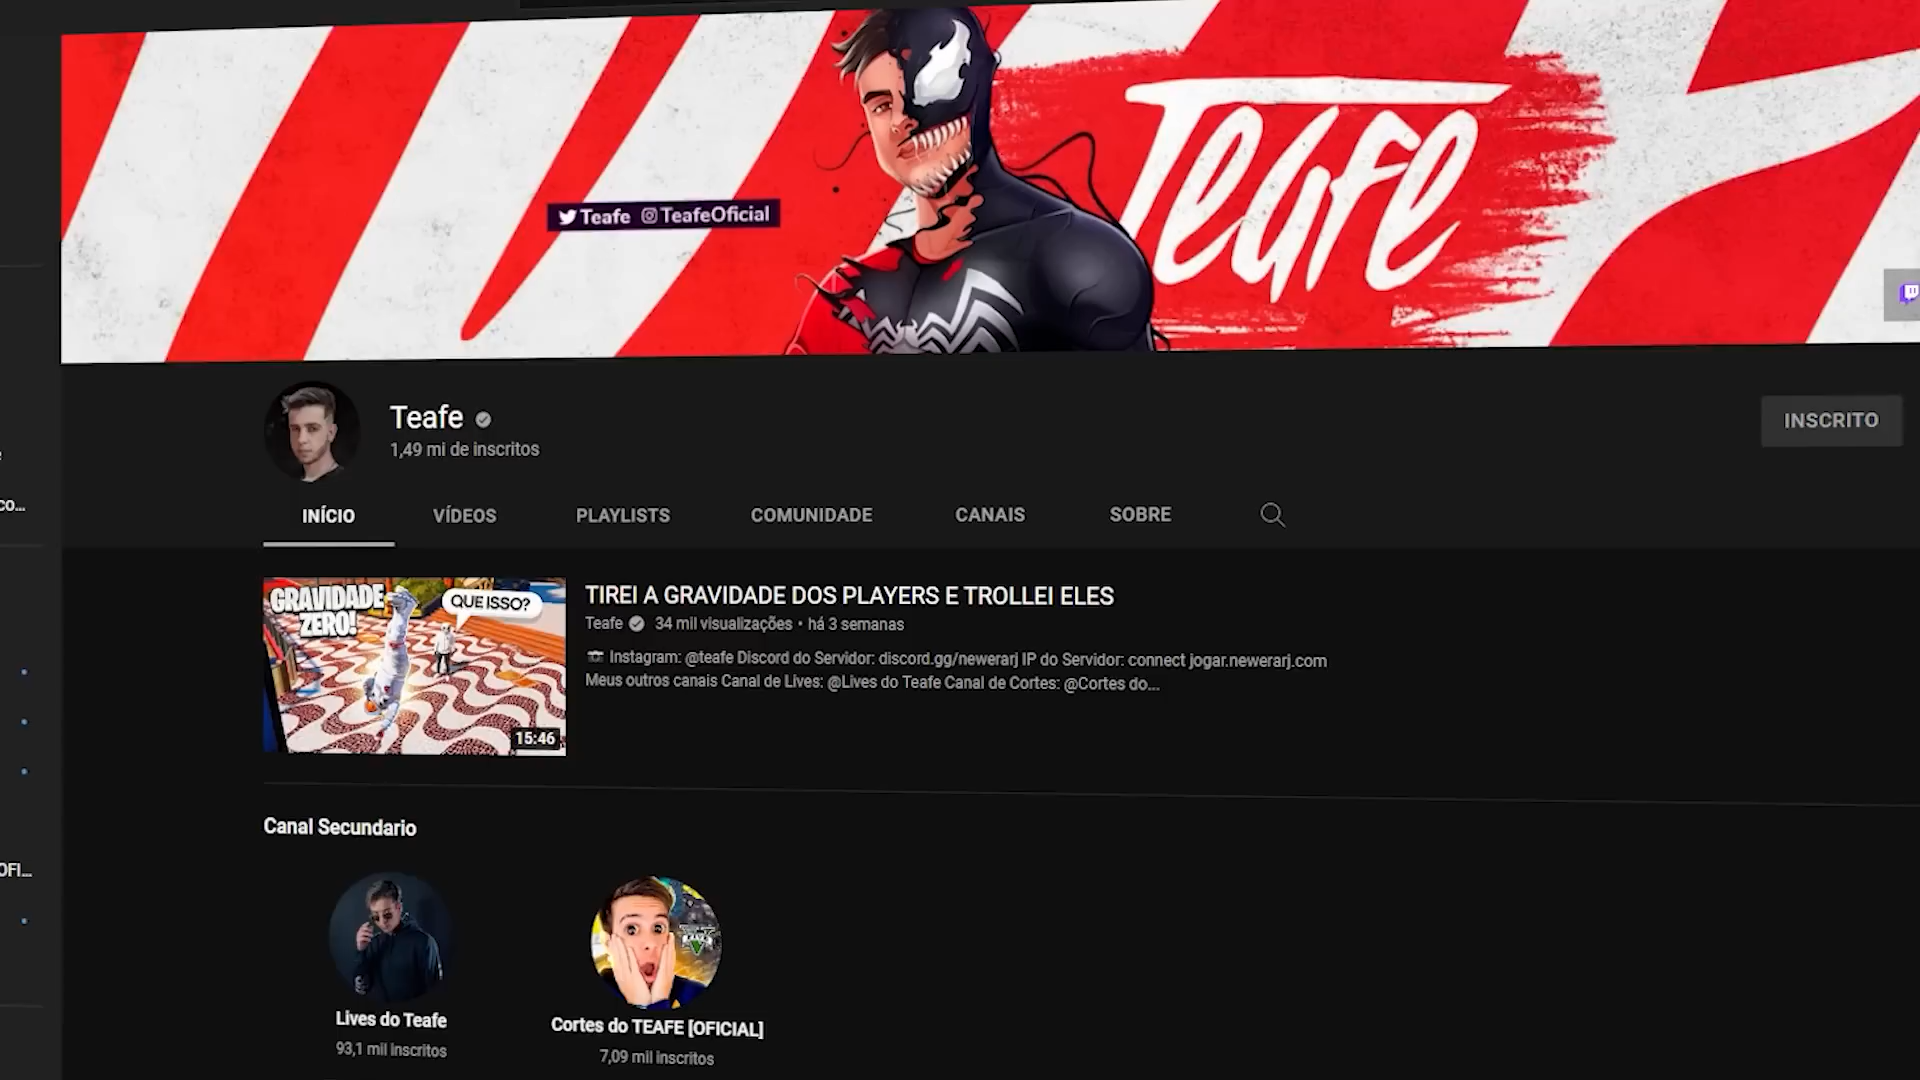 Teafe TeafeOficial
Teafe
Teafe
1,49 mi de inscritos
INSCRITO
INÍCIO VÍDEOS PLAYLISTS COMUNIDADE CANAIS SOBRE
GRAVIDADE
ZERO!
QUE ISSO?
15:46
TIREI A GRAVIDADE DOS PLAYERS E TROLLEI ELES
Teafe 34 mil visualizações • há 3 semanas
Instagram: @teafe Discord do Servidor: discord.gg/newerarj IP do Servidor: connect jogar.newerarj.com
Meus outros canais Canal de Lives: @Lives do Teafe Canal de Cortes: @Cortes do...
co...
OFI...
Canal Secundario
Lives do Teafe
93,1 mil inscritos
Cortes do TEAFE [OFICIAL]
7,09 mil inscritos